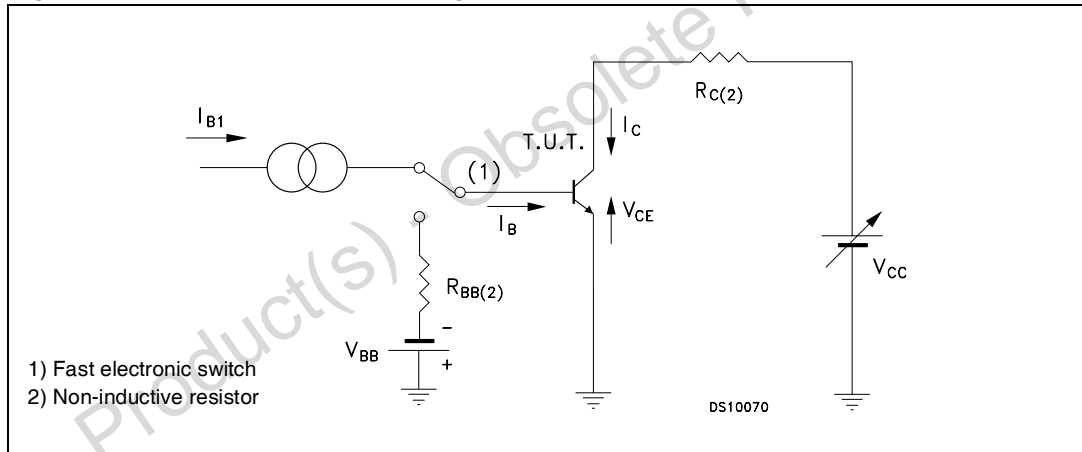 I_B1
R_C(2)
I_C
T.U.T.
(1)
I_B
V_CE
V_CC
R_BB(2)
V_BB
-
+
1) Fast electronic switch
2) Non-inductive resistor
DS10070
Product(s) - Obsolete